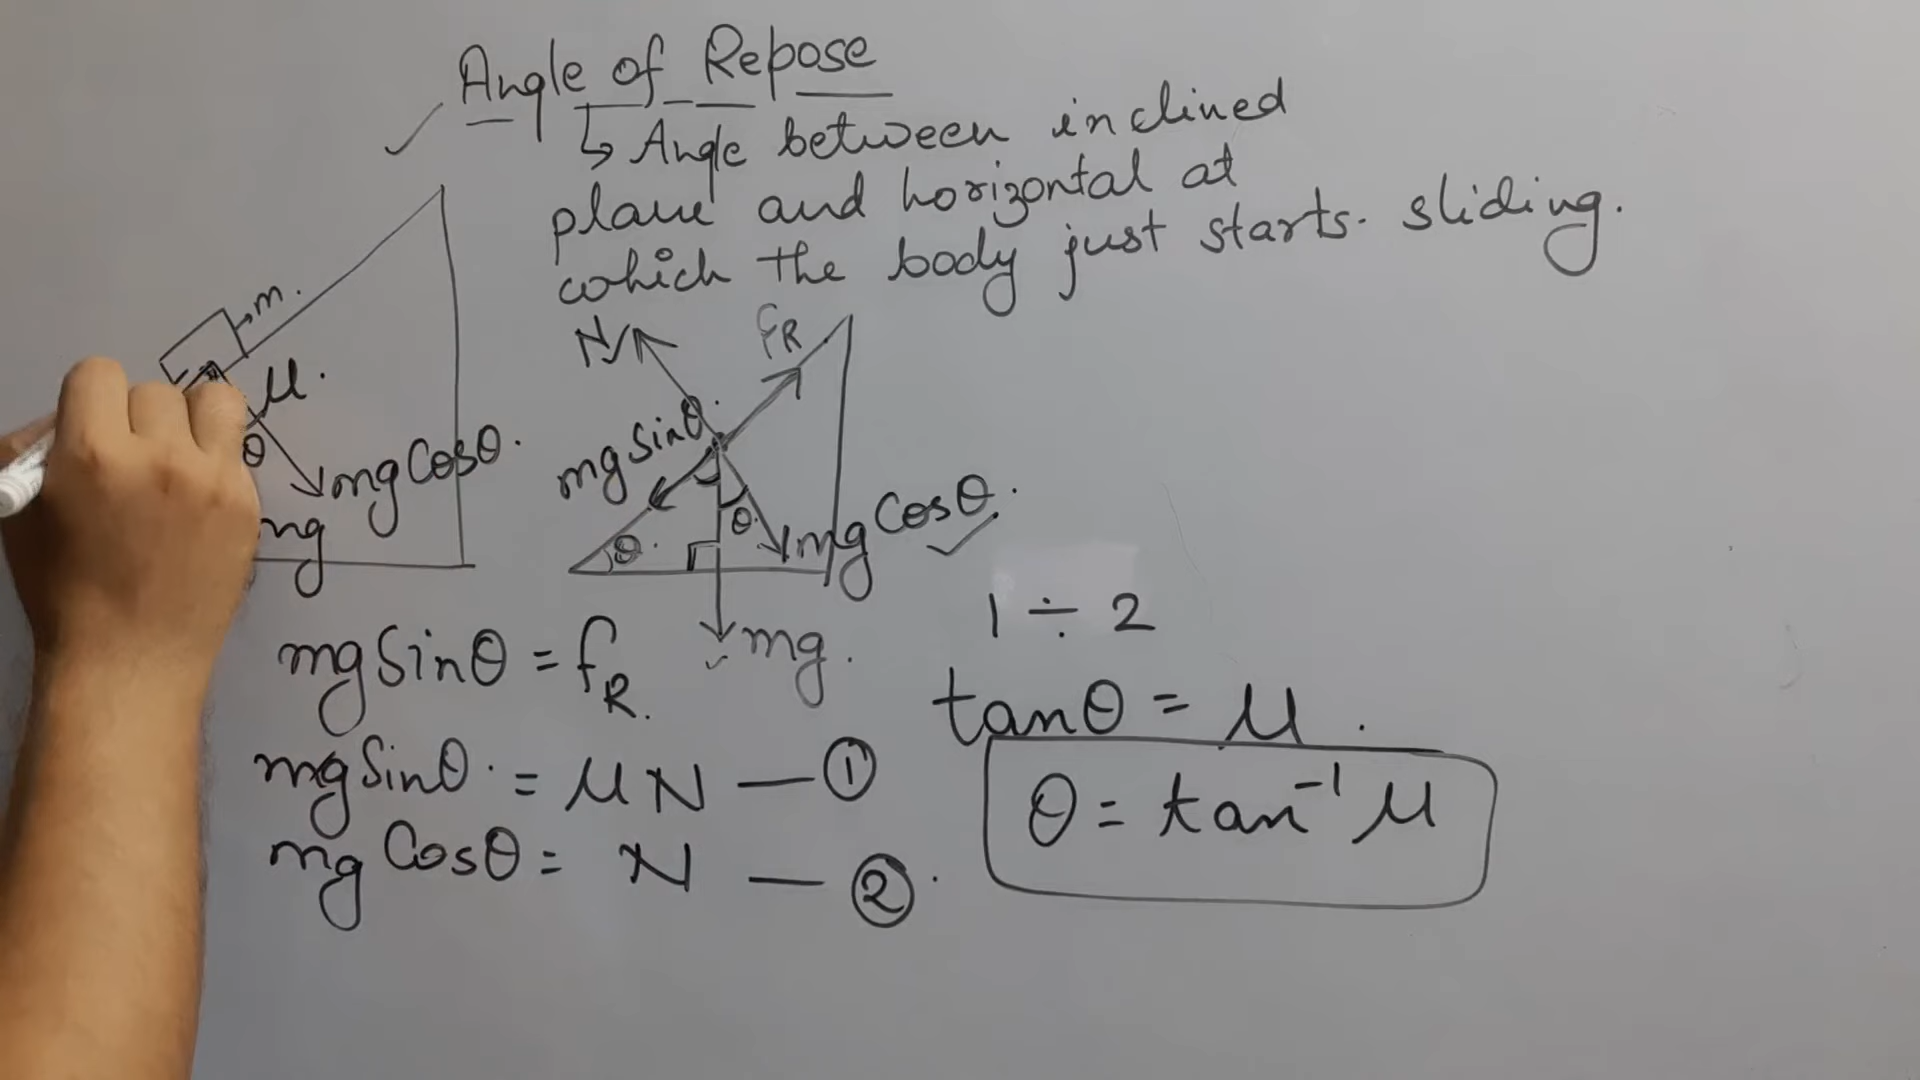 Angle of Repose
↳ Angle between inclined
plane and horizontal at
which the body just starts. sliding.
m.
μ.
θ
mg Cosθ.
mg
N
fR
mg Sinθ.
θ.
θ.
mg Cosθ.
mg.
mg Sinθ = fR.
mg Sinθ. = μN — ①
mg Cosθ = N — ②.
1 ÷ 2
tanθ = μ.
θ = tan⁻¹ μ